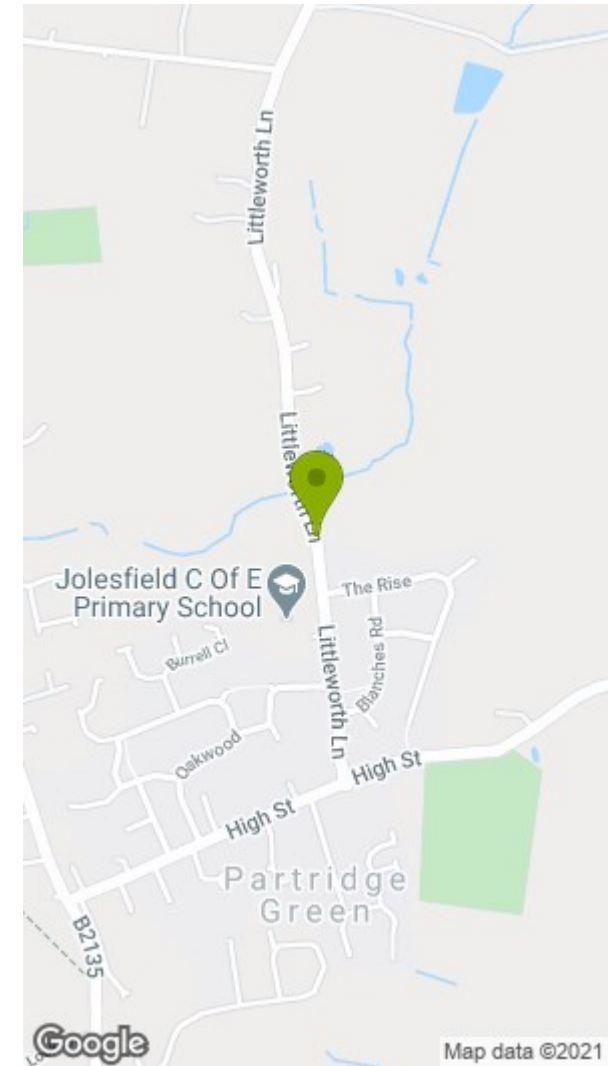 Littleworth Ln
Littleworth Ln
Jolesfield C Of E
Primary School
The Rise
Burrell Cl
Blanches Rd
Littleworth Ln
Oakwood
High St
High St
Partridge
Green
B2135
Google
Map data ©2021